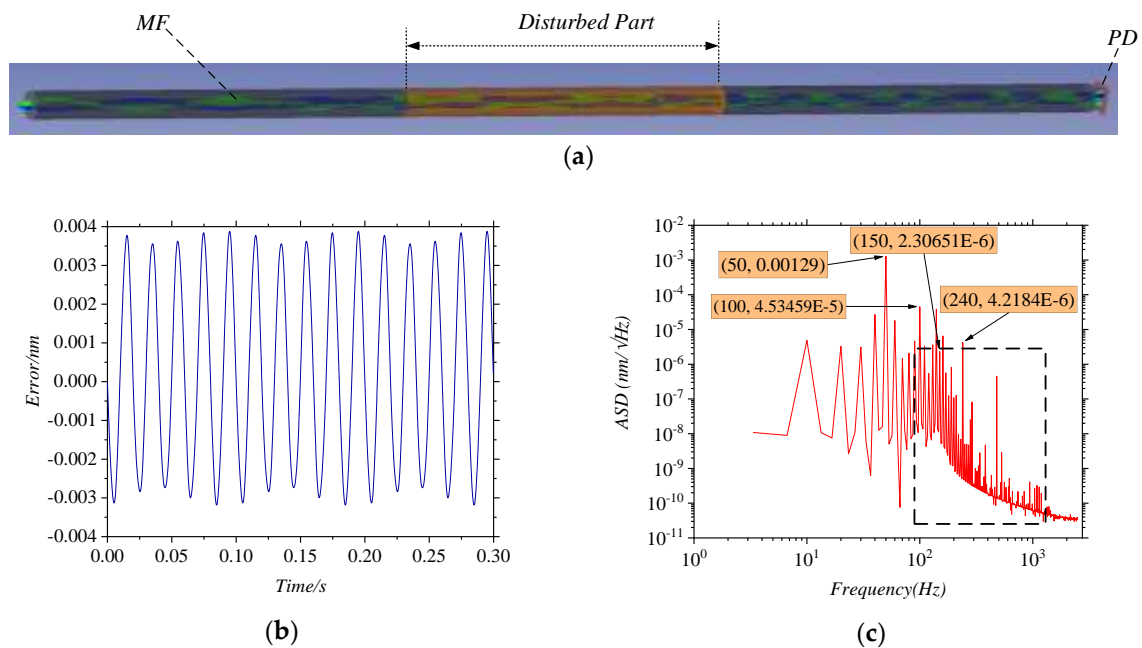 MF
Disturbed Part
PD
(a)
0.004
0.003
0.002
0.001
0.000
-0.001
-0.002
-0.003
-0.004
Error/nm
0.00 0.05 0.10 0.15 0.20 0.25 0.30
Time/s
(b)
10⁻²
10⁻³
10⁻⁴
10⁻⁵
10⁻⁶
10⁻⁷
10⁻⁸
10⁻⁹
10⁻¹⁰
10⁻¹¹
ASD (nm/√Hz)
(150, 2.30651E-6)
(50, 0.00129)
(240, 4.2184E-6)
(100, 4.53459E-5)
10⁰ 10¹ 10² 10³
Frequency(Hz)
(c)